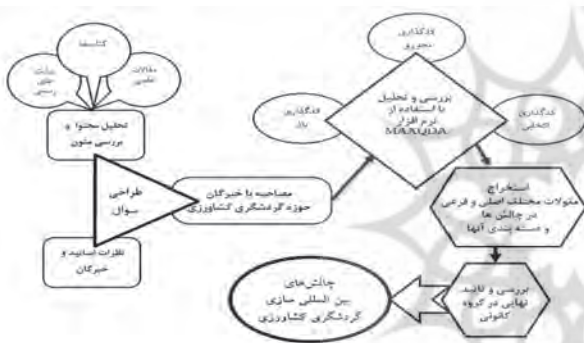 کتاب‌ها
مقالات
علمی
سایت
های
رسمی
تحلیل محتوا و
بررسی متون
طراحی
سوال
نظرات اساتید و
خبرگان
مصاحبه با خبرگان
حوزه گردشگری کشاورزی
کدگذاری
باز
کدگذاری
محوری
کدگذاری
انتخابی
بررسی و تحلیل
با استفاده از
نرم افزار
MAXQDA
استخراج
مقولات مختلف اصلی و فرعی
در چالش ها
و دسته بندی آنها
بررسی و تایید
نهایی در گروه
کانونی
چالش‌های
بین المللی سازی
گردشگری کشاورزی